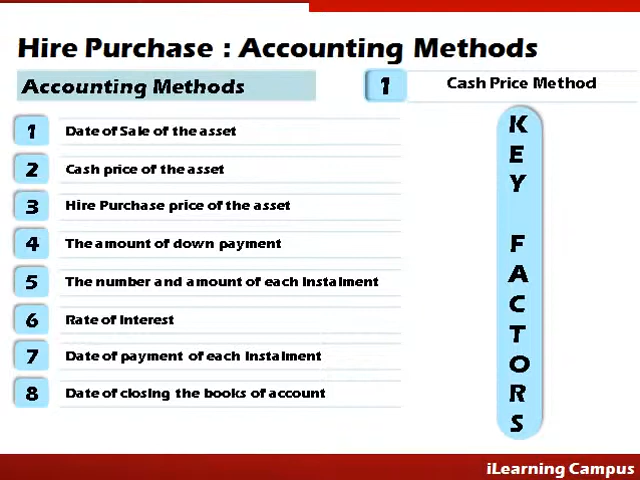 Hire Purchase : Accounting Methods
Accounting Methods
1 Cash Price Method
1 Date of Sale of the asset
2 Cash price of the asset
3 Hire Purchase price of the asset
4 The amount of down payment
5 The number and amount of each instalment
6 Rate of Interest
7 Date of payment of each instalment
8 Date of closing the books of account
KEY FACTORS
iLearning Campus